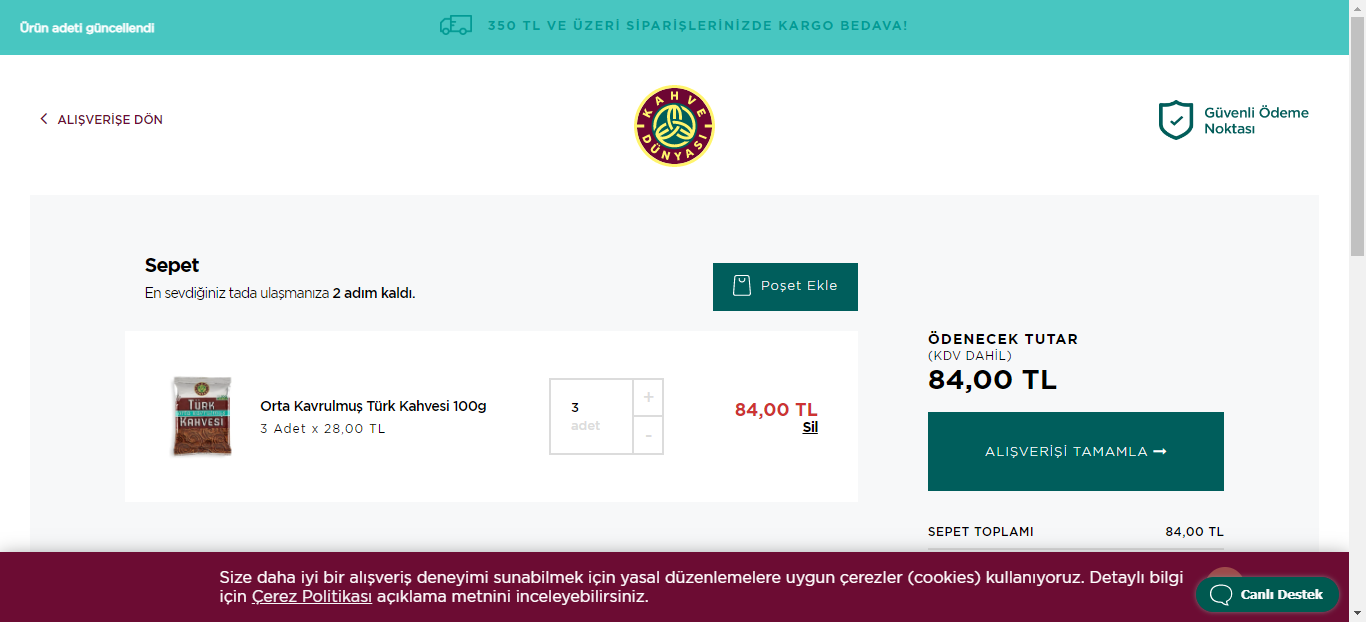 Ürün adeti güncellendi
350 TL VE ÜZERİ SİPARİŞLERİNİZDE KARGO BEDAVA!
ALIŞVERİŞE DÖN
KAHVE DÜNYASI
Güvenli Ödeme
Noktası
Sepet
En sevdiğiniz tada ulaşmanıza 2 adım kaldı.
Poşet Ekle
TÜRK
KAHVESİ
Orta Kavrulmuş Türk Kahvesi 100g
3 Adet x 28,00 TL
3
adet
+
-
84,00 TL
Sil
ÖDENECEK TUTAR
(KDV DAHİL)
84,00 TL
ALIŞVERİŞİ TAMAMLA
SEPET TOPLAMI 84,00 TL
Size daha iyi bir alışveriş deneyimi sunabilmek için yasal düzenlemelere uygun çerezler (cookies) kullanıyoruz. Detaylı bilgi
için Çerez Politikası açıklama metnini inceleyebilirsiniz.
Canlı Destek